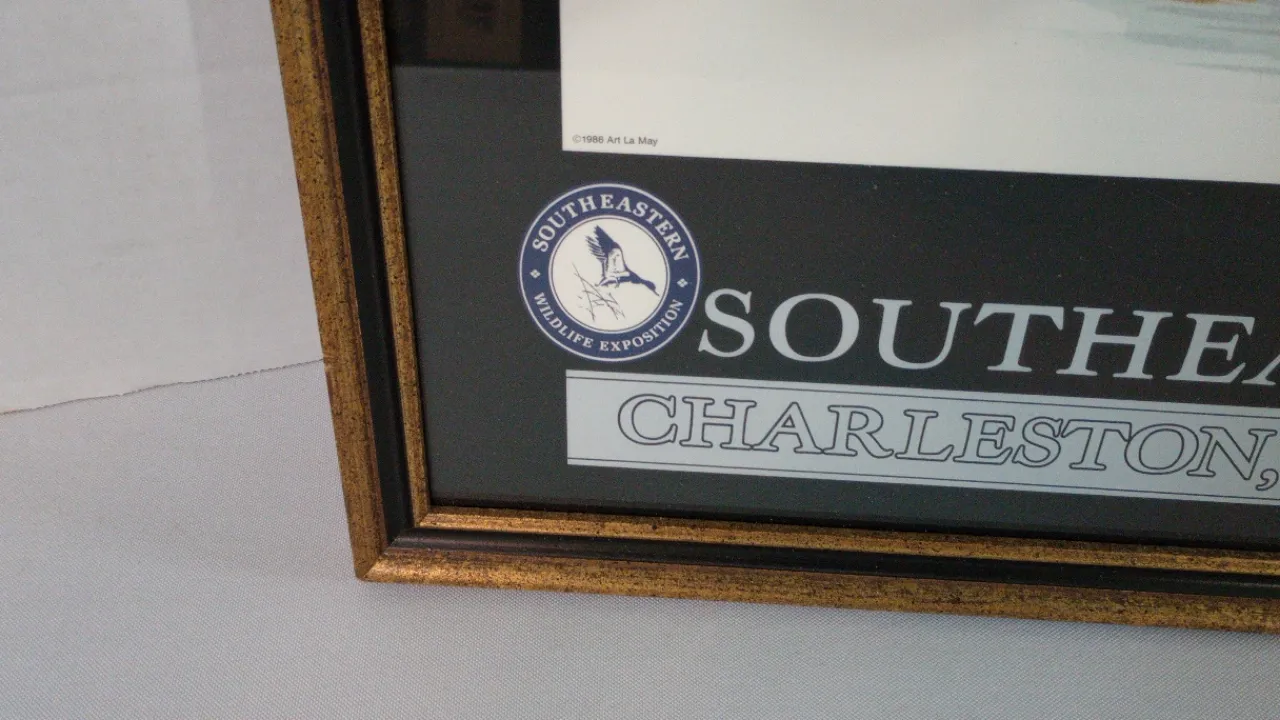 ©1986 Art La May
SOUTHEASTERN
WILDLIFE EXPOSITION
SOUTHEA
CHARLESTON,